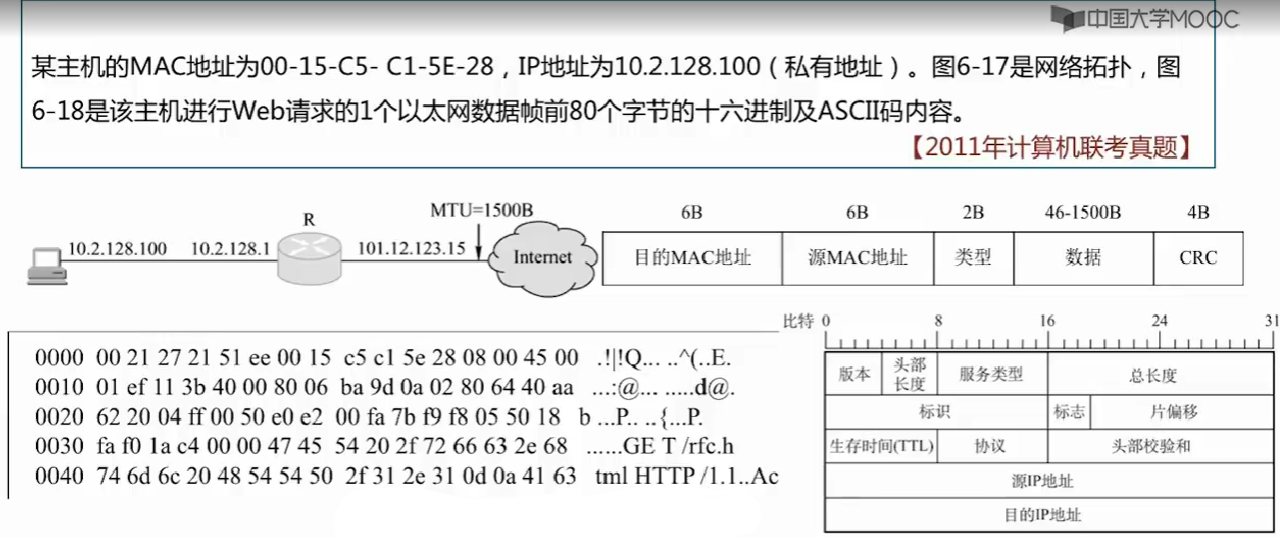 中国大学MOOC
某主机的MAC地址为00-15-C5- C1-5E-28，IP地址为10.2.128.100（私有地址）。图6-17是网络拓扑，图
6-18是该主机进行Web请求的1个以太网数据帧前80个字节的十六进制及ASCII码内容。
【2011年计算机联考真题】
R
MTU=1500B
10.2.128.100
10.2.128.1
101.12.123.15
Internet
6B 6B 2B 46-1500B 4B
目的MAC地址 源MAC地址 类型 数据 CRC
0000 00 21 27 21 51 ee 00 15 c5 c1 5e 28 08 00 45 00 .!|!Q... ..^(..E.
0010 01 ef 11 3b 40 00 80 06 ba 9d 0a 02 80 64 40 aa ...:@... .....d@.
0020 62 20 04 ff 00 50 e0 e2 00 fa 7b f9 f8 05 50 18 b ...P.. ..{...P.
0030 fa f0 1a c4 00 00 47 45 54 20 2f 72 66 63 2e 68 ......GE T /rfc.h
0040 74 6d 6c 20 48 54 54 50 2f 31 2e 31 0d 0a 41 63 tml HTTP /1.1..Ac
比特 0 8 16 24 31
版本 头部长度 服务类型 总长度
标识 标志 片偏移
生存时间(TTL) 协议 头部校验和
源IP地址
目的IP地址